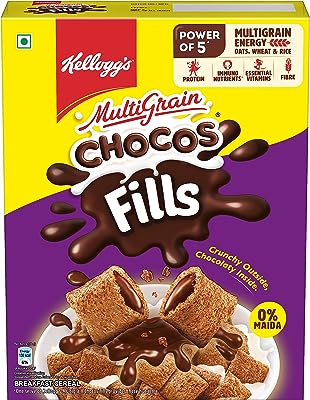 POWER OF 5
MULTIGRAIN ENERGY
OATS, WHEAT & RICE
PROTEIN
IMMUNO NUTRIENTS*
ESSENTIAL VITAMINS
FIBRE
Kellogg's
MultiGrain
CHOCOS®
Fills
Crunchy Outside,
Chocolaty Inside.
0%
MAIDA
BREAKFAST CEREAL